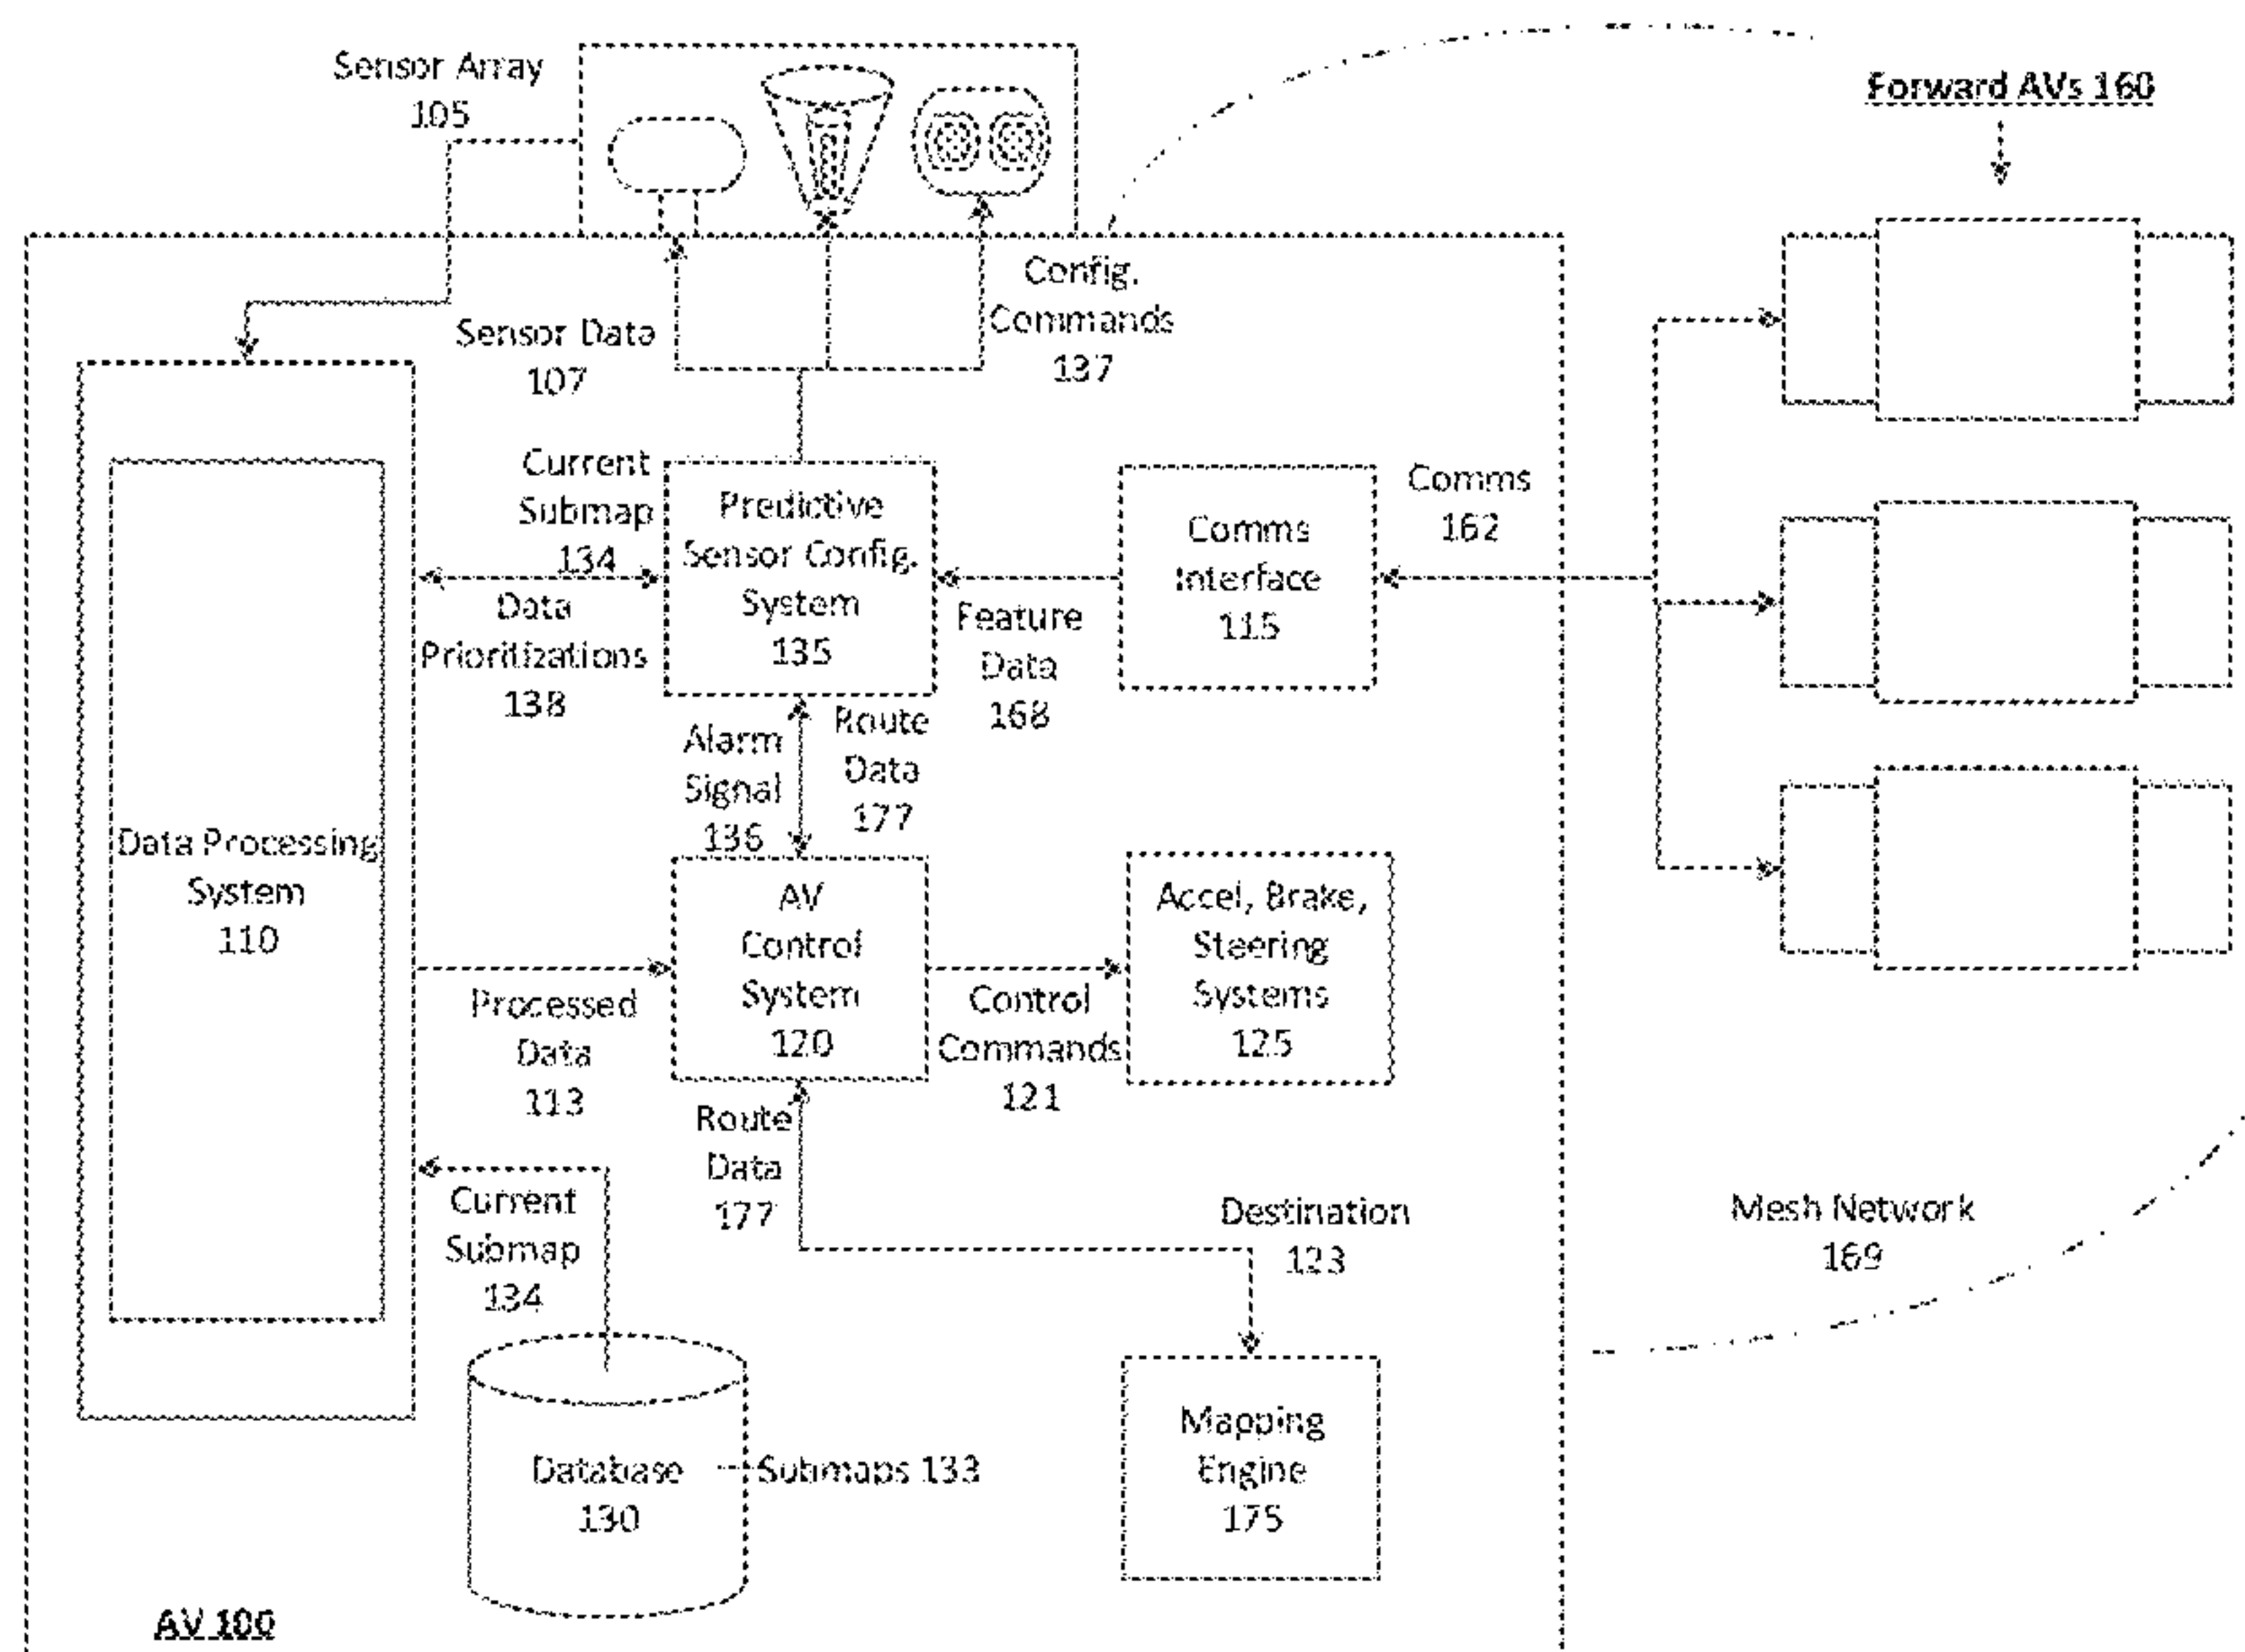 Sensor Array
105
Forward AVs 160
Config.
Commands
137
Sensor Data
107
Current
Submap
134
Data
Prioritizations
138
Predictive
Sensor Config.
System
135
Feature
Data
168
Comms
Interface
115
Comms
162
Alarm
Signal
136
Route
Data
177
Data Processing
System
110
AV
Control
System
120
Accel, Brake,
Steering
Systems
125
Processed
Data
113
Control
Commands
121
Route
Data
177
Current
Submap
134
Destination
123
Mesh Network
169
Database
130
Submaps 133
Mapping
Engine
175
AV 100